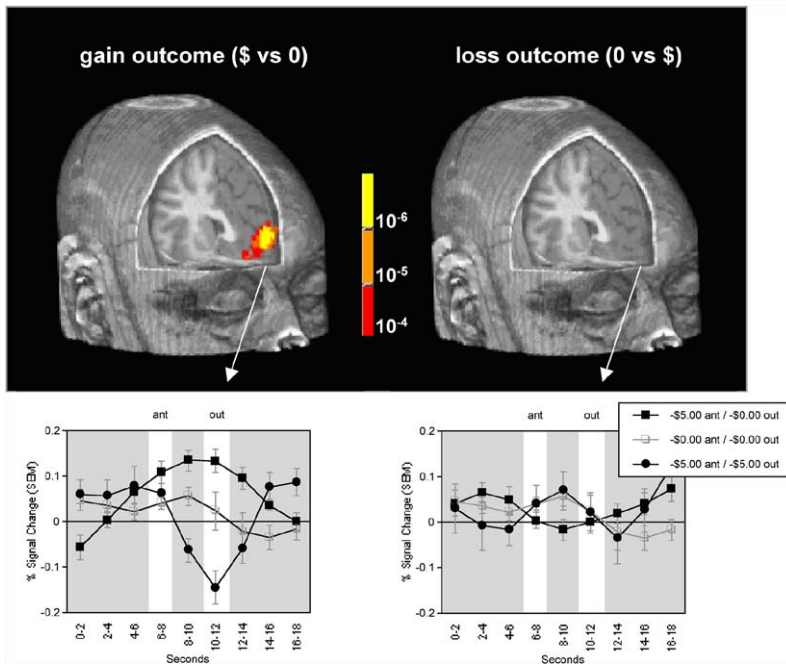 gain outcome ($ vs 0)
loss outcome (0 vs $)
10-6
10-5
10-4
ant out
0.2
0.1
0
-0.1
-0.2
% Signal Change (SEM)
0-2
2-4
4-6
6-8
8-10
10-12
12-14
14-16
16-18
Seconds
ant out
-$5.00 ant / -$0.00 out
-$0.00 ant / -$0.00 out
-$5.00 ant / -$5.00 out
0.2
0.1
0
-0.1
-0.2
% Signal Change (SEM)
0-2
2-4
4-6
6-8
8-10
10-12
12-14
14-16
16-18
Seconds